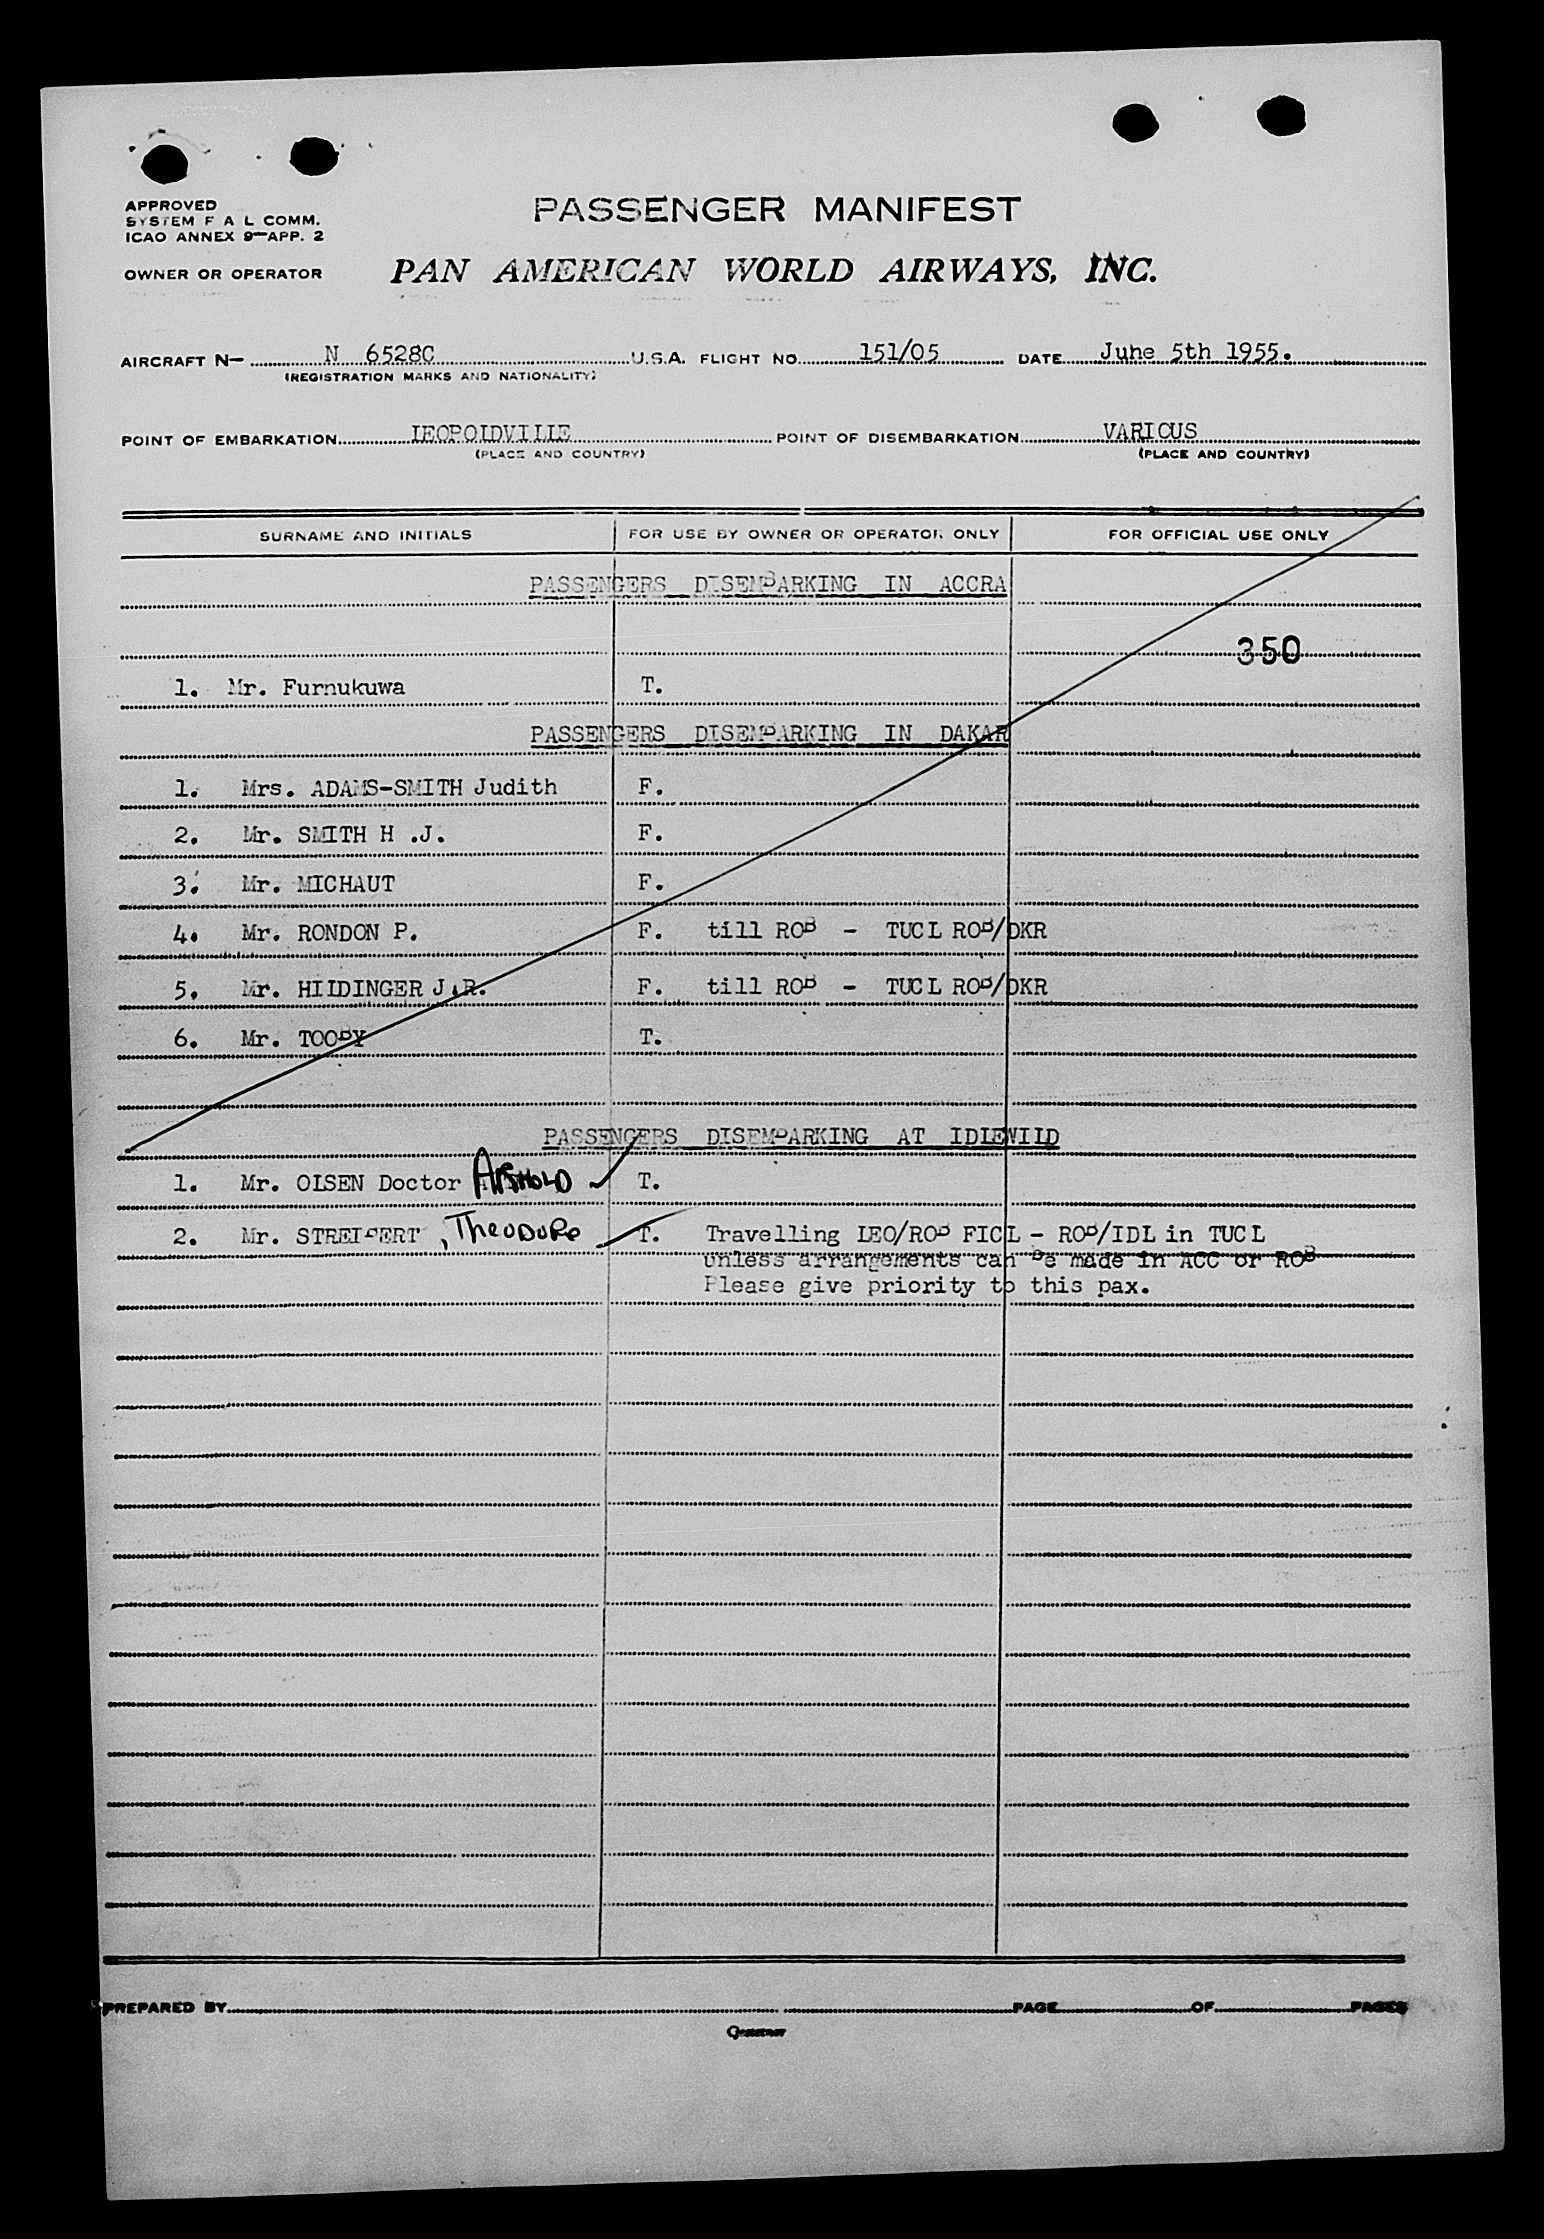 APPROVED
SYSTEM F A L COMM.
ICAO ANNEX 9—APP. 2
PASSENGER MANIFEST
OWNER OR OPERATOR PAN AMERICAN WORLD AIRWAYS, INC.
AIRCRAFT N— N 6528C U.S.A. FLIGHT NO. 151/05 DATE June 5th 1955.
(REGISTRATION MARKS AND NATIONALITY)
POINT OF EMBARKATION LEOPOLDVILLE POINT OF DISEMBARKATION VARIOUS
(PLACE AND COUNTRY) (PLACE AND COUNTRY)
SURNAME AND INITIALS FOR USE BY OWNER OR OPERATOR ONLY FOR OFFICIAL USE ONLY
PASSENGERS DISEMBARKING IN ACCRA
350
1. Mr. Furnukuwa T.
PASSENGERS DISEMBARKING IN DAKAR
1. Mrs. ADAMS-SMITH Judith F.
2. Mr. SMITH H .J. F.
3. Mr. MICHAUT F.
4. Mr. RONDON P. F. till ROB - TUCL ROB/DKR
5. Mr. HILDINGER J.R. F. till ROB - TUCL ROB/DKR
6. Mr. TOOBY T.
PASSENGERS DISEMBARKING AT IDLEWILD
1. Mr. OLSEN Doctor ARNOLD T.
2. Mr. STREIBERT, THEODORE T. Travelling LEO/ROB FICL - ROB/IDL in TUCL
unless arrangements can be made in ACC or ROB
Please give priority to this pax.
PREPARED BY PAGE OF PAGES